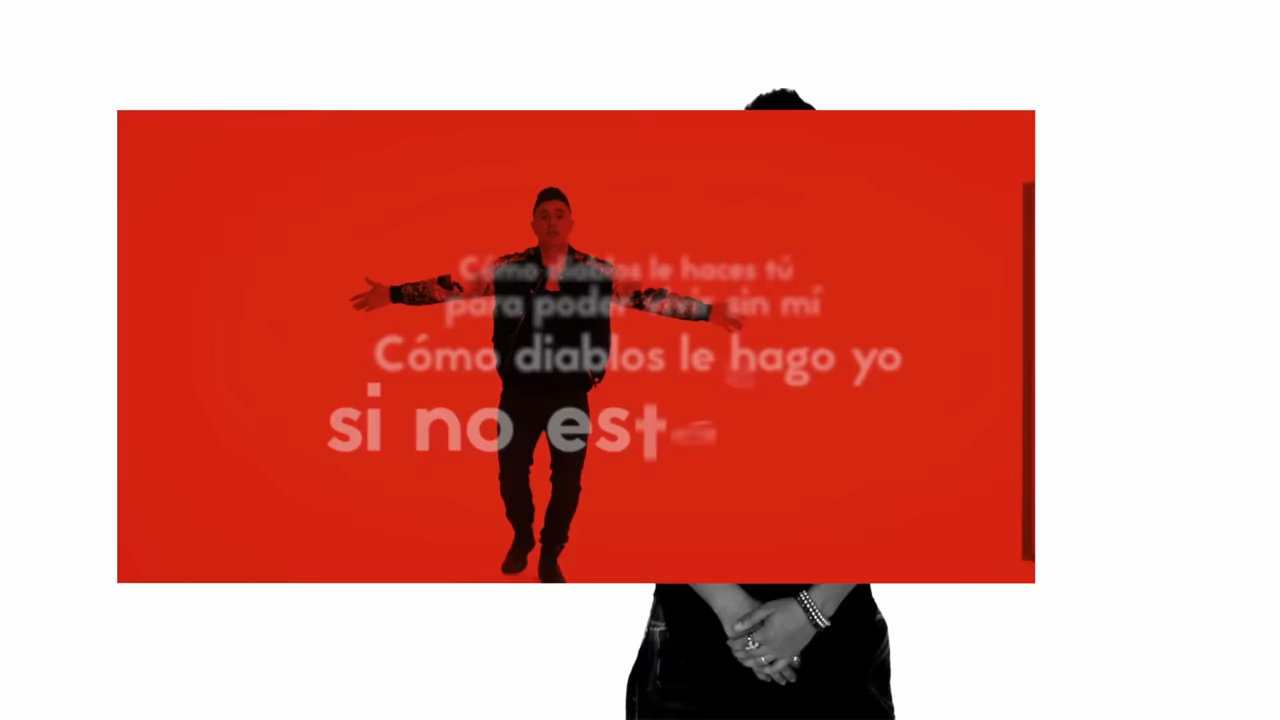 Cómo diablos le haces tú
para poder vivir sin mí
Cómo diablos le hago yo
si no est